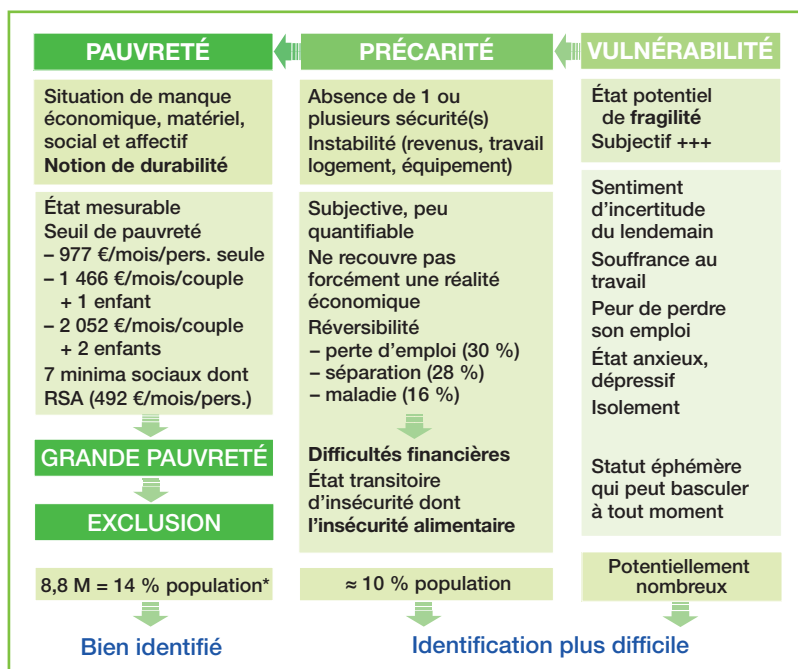 PAUVRETÉ
Situation de manque
économique, matériel,
social et affectif
Notion de durabilité
État mesurable
Seuil de pauvreté
– 977 €/mois/pers. seule
– 1 466 €/mois/couple
+ 1 enfant
– 2 052 €/mois/couple
+ 2 enfants
7 minima sociaux dont
RSA (492 €/mois/pers.)
GRANDE PAUVRETÉ
EXCLUSION
8,8 M = 14 % population*
Bien identifié
PRÉCARITÉ
Absence de 1 ou
plusieurs sécurité(s)
Instabilité (revenus, travail
logement, équipement)
Subjective, peu
quantifiable
Ne recouvre pas
forcément une réalité
économique
Réversibilité
– perte d’emploi (30 %)
– séparation (28 %)
– maladie (16 %)
Difficultés financières
État transitoire
d’insécurité dont
l’insécurité alimentaire
≈ 10 % population
VULNÉRABILITÉ
État potentiel
de fragilité
Subjectif +++
Sentiment
d’incertitude
du lendemain
Souffrance au
travail
Peur de perdre
son emploi
État anxieux,
dépressif
Isolement
Statut éphémère
qui peut basculer
à tout moment
Potentiellement
nombreux
Identification plus difficile